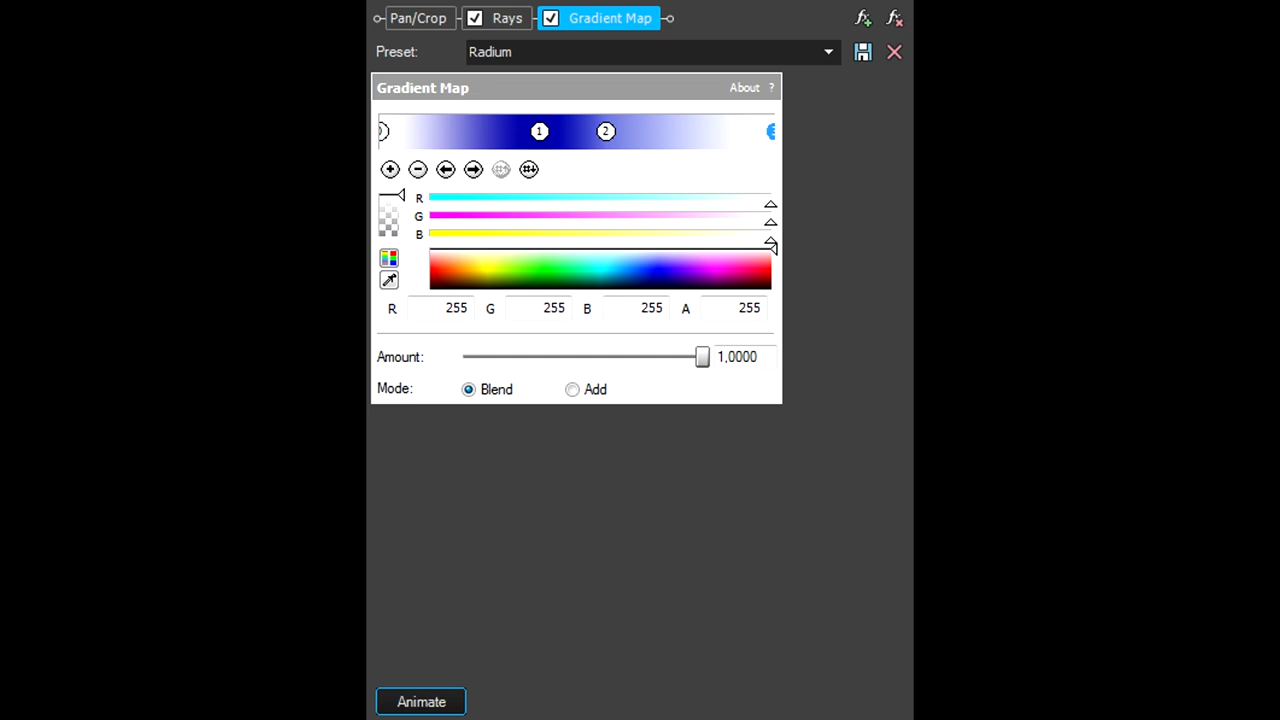 Pan/Crop Rays Gradient Map
Preset: Radium
Gradient Map About ?
1 2
R
G
B
R 255 G 255 B 255 A 255
Amount: 1,0000
Mode: Blend Add
Animate